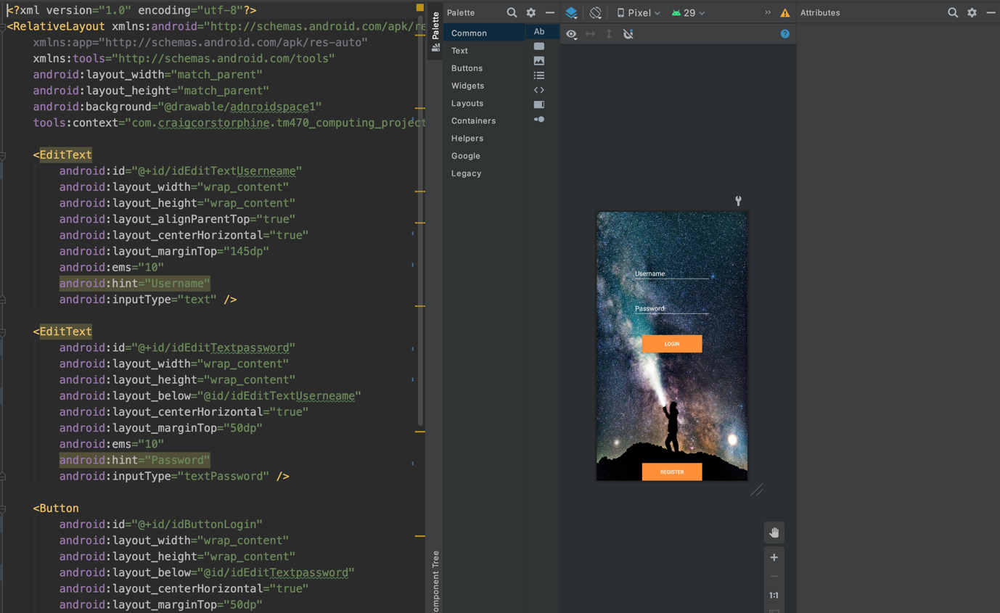 <?xml version="1.0" encoding="utf-8"?>
<RelativeLayout xmlns:android="http://schemas.android.com/apk/re
xmlns:app="http://schemas.android.com/apk/res-auto"
xmlns:tools="http://schemas.android.com/tools"
android:layout_width="match_parent"
android:layout_height="match_parent"
android:background="@drawable/adnroidspace1"
tools:context="com.craigcorstorphine.tm470_computing_project
<EditText
android:id="@+id/idEditTextUserneame"
android:layout_width="wrap_content"
android:layout_height="wrap_content"
android:layout_alignParentTop="true"
android:layout_centerHorizontal="true"
android:layout_marginTop="145dp"
android:ems="10"
android:hint="Username"
android:inputType="text" />
<EditText
android:id="@+id/idEditTextpassword"
android:layout_width="wrap_content"
android:layout_height="wrap_content"
android:layout_below="@id/idEditTextUserneame"
android:layout_centerHorizontal="true"
android:layout_marginTop="50dp"
android:ems="10"
android:hint="Password"
android:inputType="textPassword" />
<Button
android:id="@+id/idButtonLogin"
android:layout_width="wrap_content"
android:layout_height="wrap_content"
android:layout_below="@id/idEditTextpassword"
android:layout_centerHorizontal="true"
android:layout_marginTop="50dp"
Palette
omponent Tree
Palette
Common
Text
Buttons
Widgets
Layouts
Containers
Helpers
Google
Legacy
Ab
Pixel
29
Username
Password
LOGIN
REGISTER
1:1
Attributes